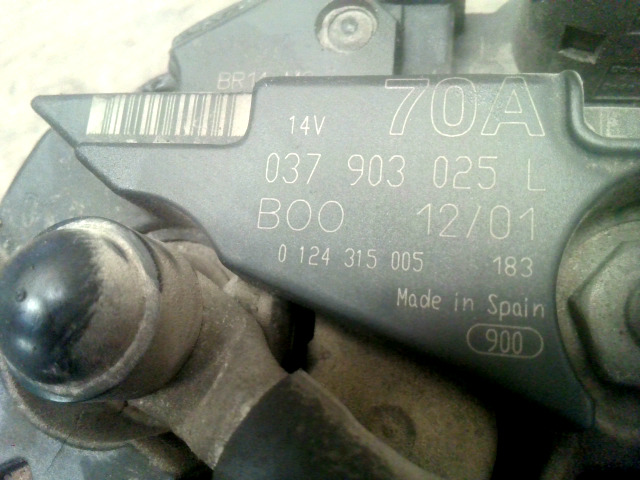 14V 70A
037 903 025 L
BOO 12/01
0 124 315 005 183
Made in Spain
900